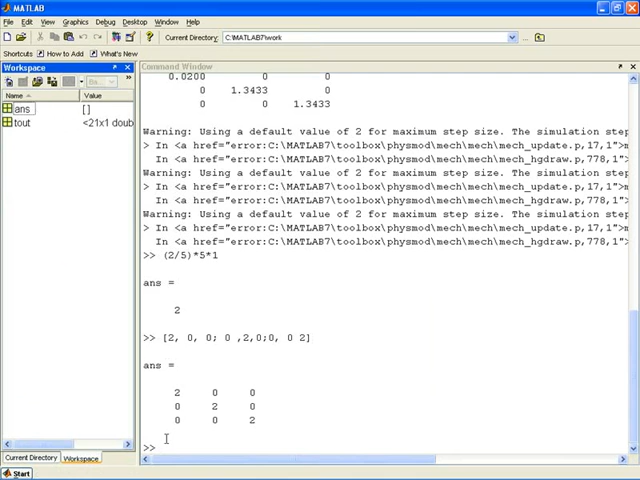 MATLAB
File Edit View Graphics Debug Desktop Window Help
Current Directory: C:\MATLAB7\work
Shortcuts How to Add What's New
Workspace
Name Value
ans [ ]
tout <21x1 doub
Command Window
0.0200 0 0
0 1.3433 0
0 0 1.3433
Warning: Using a default value of 2 for maximum step size. The simulation step
> In <a href="error:C:\MATLAB7\toolbox\physmod\mech\mech\mech_update.p,17,1">m
In <a href="error:C:\MATLAB7\toolbox\physmod\mech\mech_hgdraw.p,778,1"
Warning: Using a default value of 2 for maximum step size. The simulation step
> In <a href="error:C:\MATLAB7\toolbox\physmod\mech\mech\mech_update.p,17,1">m
In <a href="error:C:\MATLAB7\toolbox\physmod\mech\mech_hgdraw.p,778,1"
Warning: Using a default value of 2 for maximum step size. The simulation step
> In <a href="error:C:\MATLAB7\toolbox\physmod\mech\mech\mech_update.p,17,1">m
In <a href="error:C:\MATLAB7\toolbox\physmod\mech\mech_hgdraw.p,778,1"
>> (2/5)*5*1
ans =
2
>> [2, 0, 0; 0 ,2,0;0, 0 2]
ans =
2 0 0
0 2 0
0 0 2
>>
Current Directory Workspace
Start